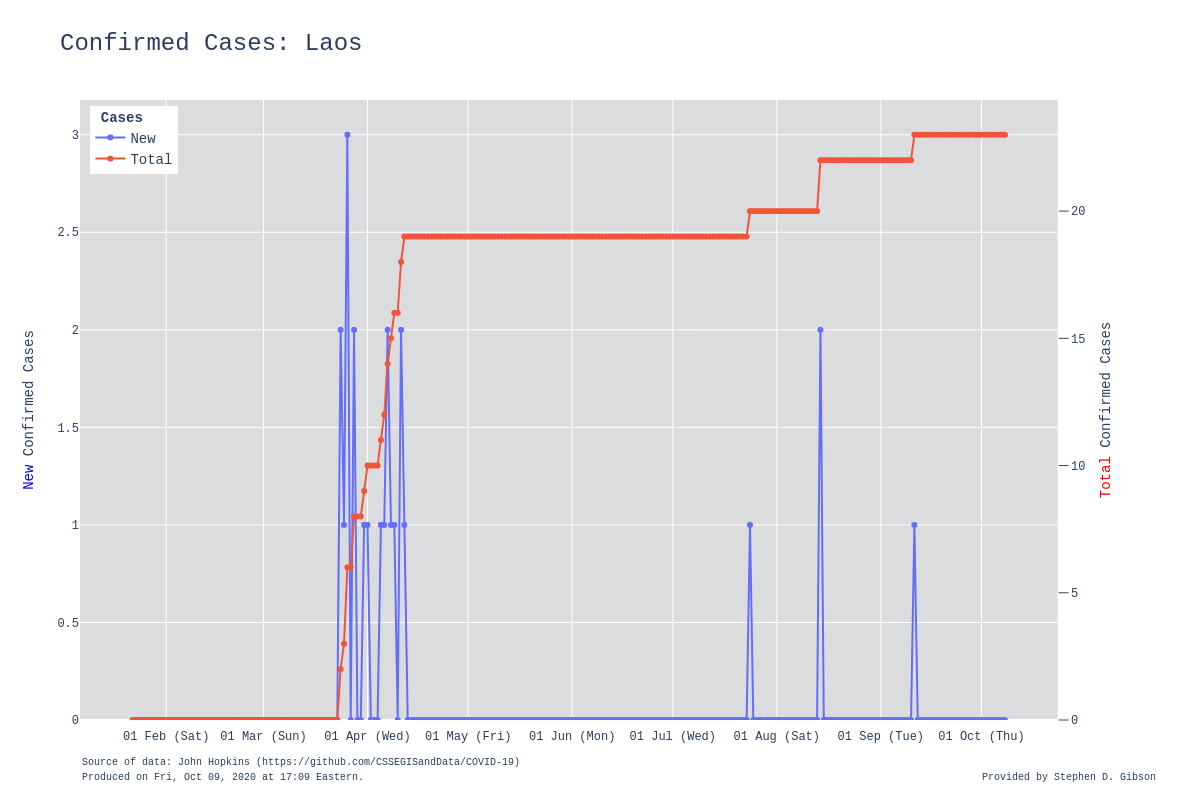 Confirmed Cases: Laos
Cases
New
Total
3
2.5
2
1.5
1
0.5
0
20
15
10
5
0
New Confirmed Cases
Total Confirmed Cases
01 Feb (Sat) 01 Mar (Sun) 01 Apr (Wed) 01 May (Fri) 01 Jun (Mon) 01 Jul (Wed) 01 Aug (Sat) 01 Sep (Tue) 01 Oct (Thu)
Source of data: John Hopkins (https://github.com/CSSEGISandData/COVID-19)
Produced on Fri, Oct 09, 2020 at 17:09 Eastern.
Provided by Stephen D. Gibson